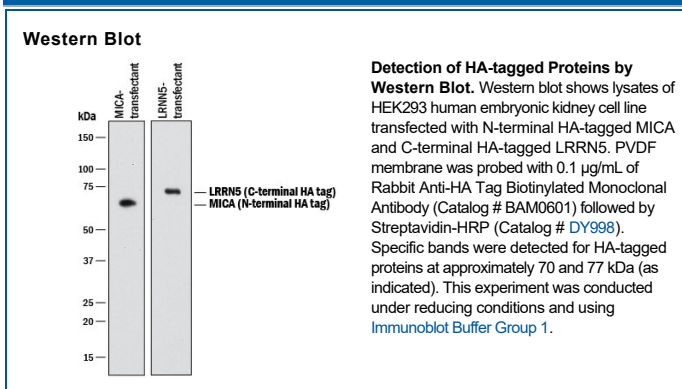 Western Blot
MICA-
transfectant
LRNN5-
transfectant
kDa
150
100
75
50
37
25
20
15
LRRN5 (C-terminal HA tag)
MICA (N-terminal HA tag)
Detection of HA-tagged Proteins by
Western Blot. Western blot shows lysates of
HEK293 human embryonic kidney cell line
transfected with N-terminal HA-tagged MICA
and C-terminal HA-tagged LRRN5. PVDF
membrane was probed with 0.1 µg/mL of
Rabbit Anti-HA Tag Biotinylated Monoclonal
Antibody (Catalog # BAM0601) followed by
Streptavidin-HRP (Catalog # DY998).
Specific bands were detected for HA-tagged
proteins at approximately 70 and 77 kDa (as
indicated). This experiment was conducted
under reducing conditions and using
Immunoblot Buffer Group 1.